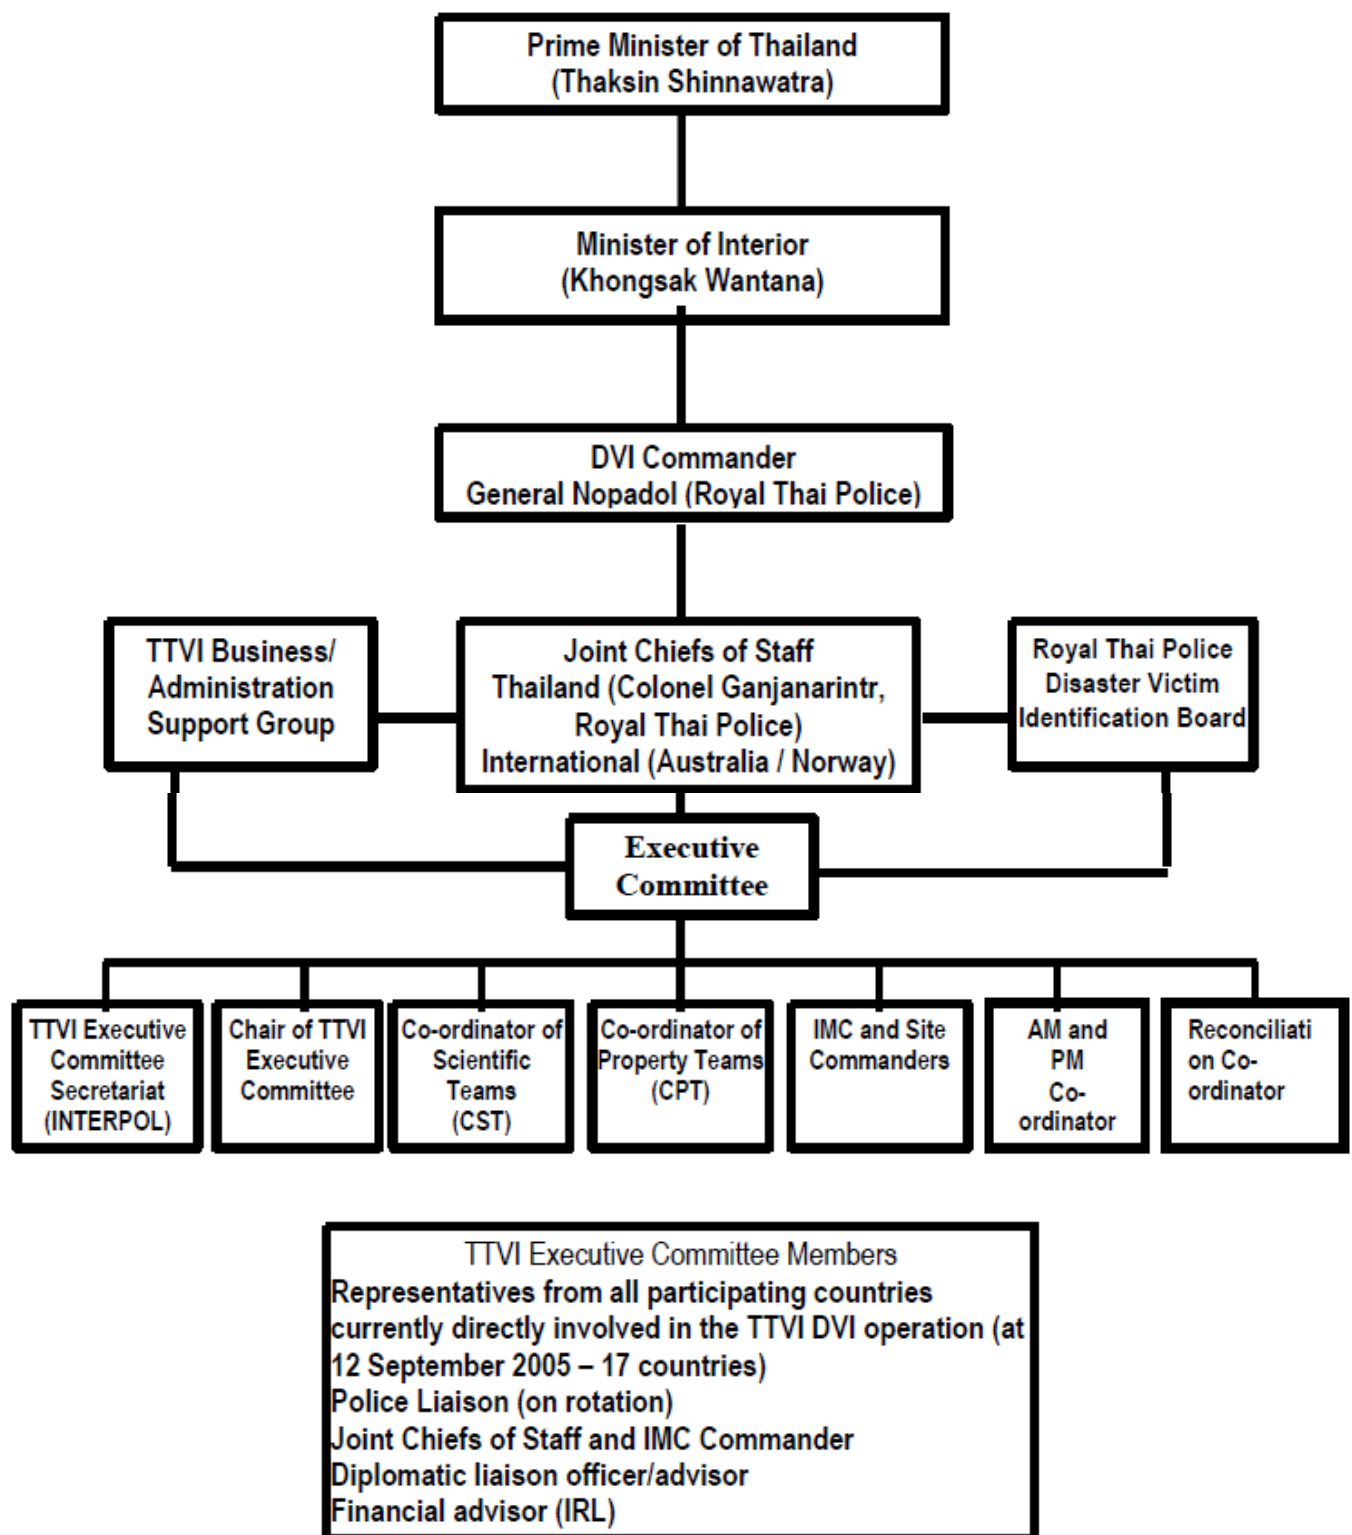 Prime Minister of Thailand
(Thaksin Shinnawatra)
Minister of Interior
(Khongsak Wantana)
DVI Commander
General Nopadol (Royal Thai Police)
TTVI Business/
Administration
Support Group
Joint Chiefs of Staff
Thailand (Colonel Ganjanarintr,
Royal Thai Police)
International (Australia / Norway)
Royal Thai Police
Disaster Victim
Identification Board
Executive
Committee
TTVI Executive
Committee
Secretariat
(INTERPOL)
Chair of TTVI
Executive
Committee
Co-ordinator of
Scientific
Teams
(CST)
Co-ordinator of
Property Teams
(CPT)
IMC and Site
Commanders
AM and
PM
Co-
ordinator
Reconciliati
on Co-
ordinator
TTVI Executive Committee Members
Representatives from all participating countries
currently directly involved in the TTVI DVI operation (at
12 September 2005 – 17 countries)
Police Liaison (on rotation)
Joint Chiefs of Staff and IMC Commander
Diplomatic liaison officer/advisor
Financial advisor (IRL)